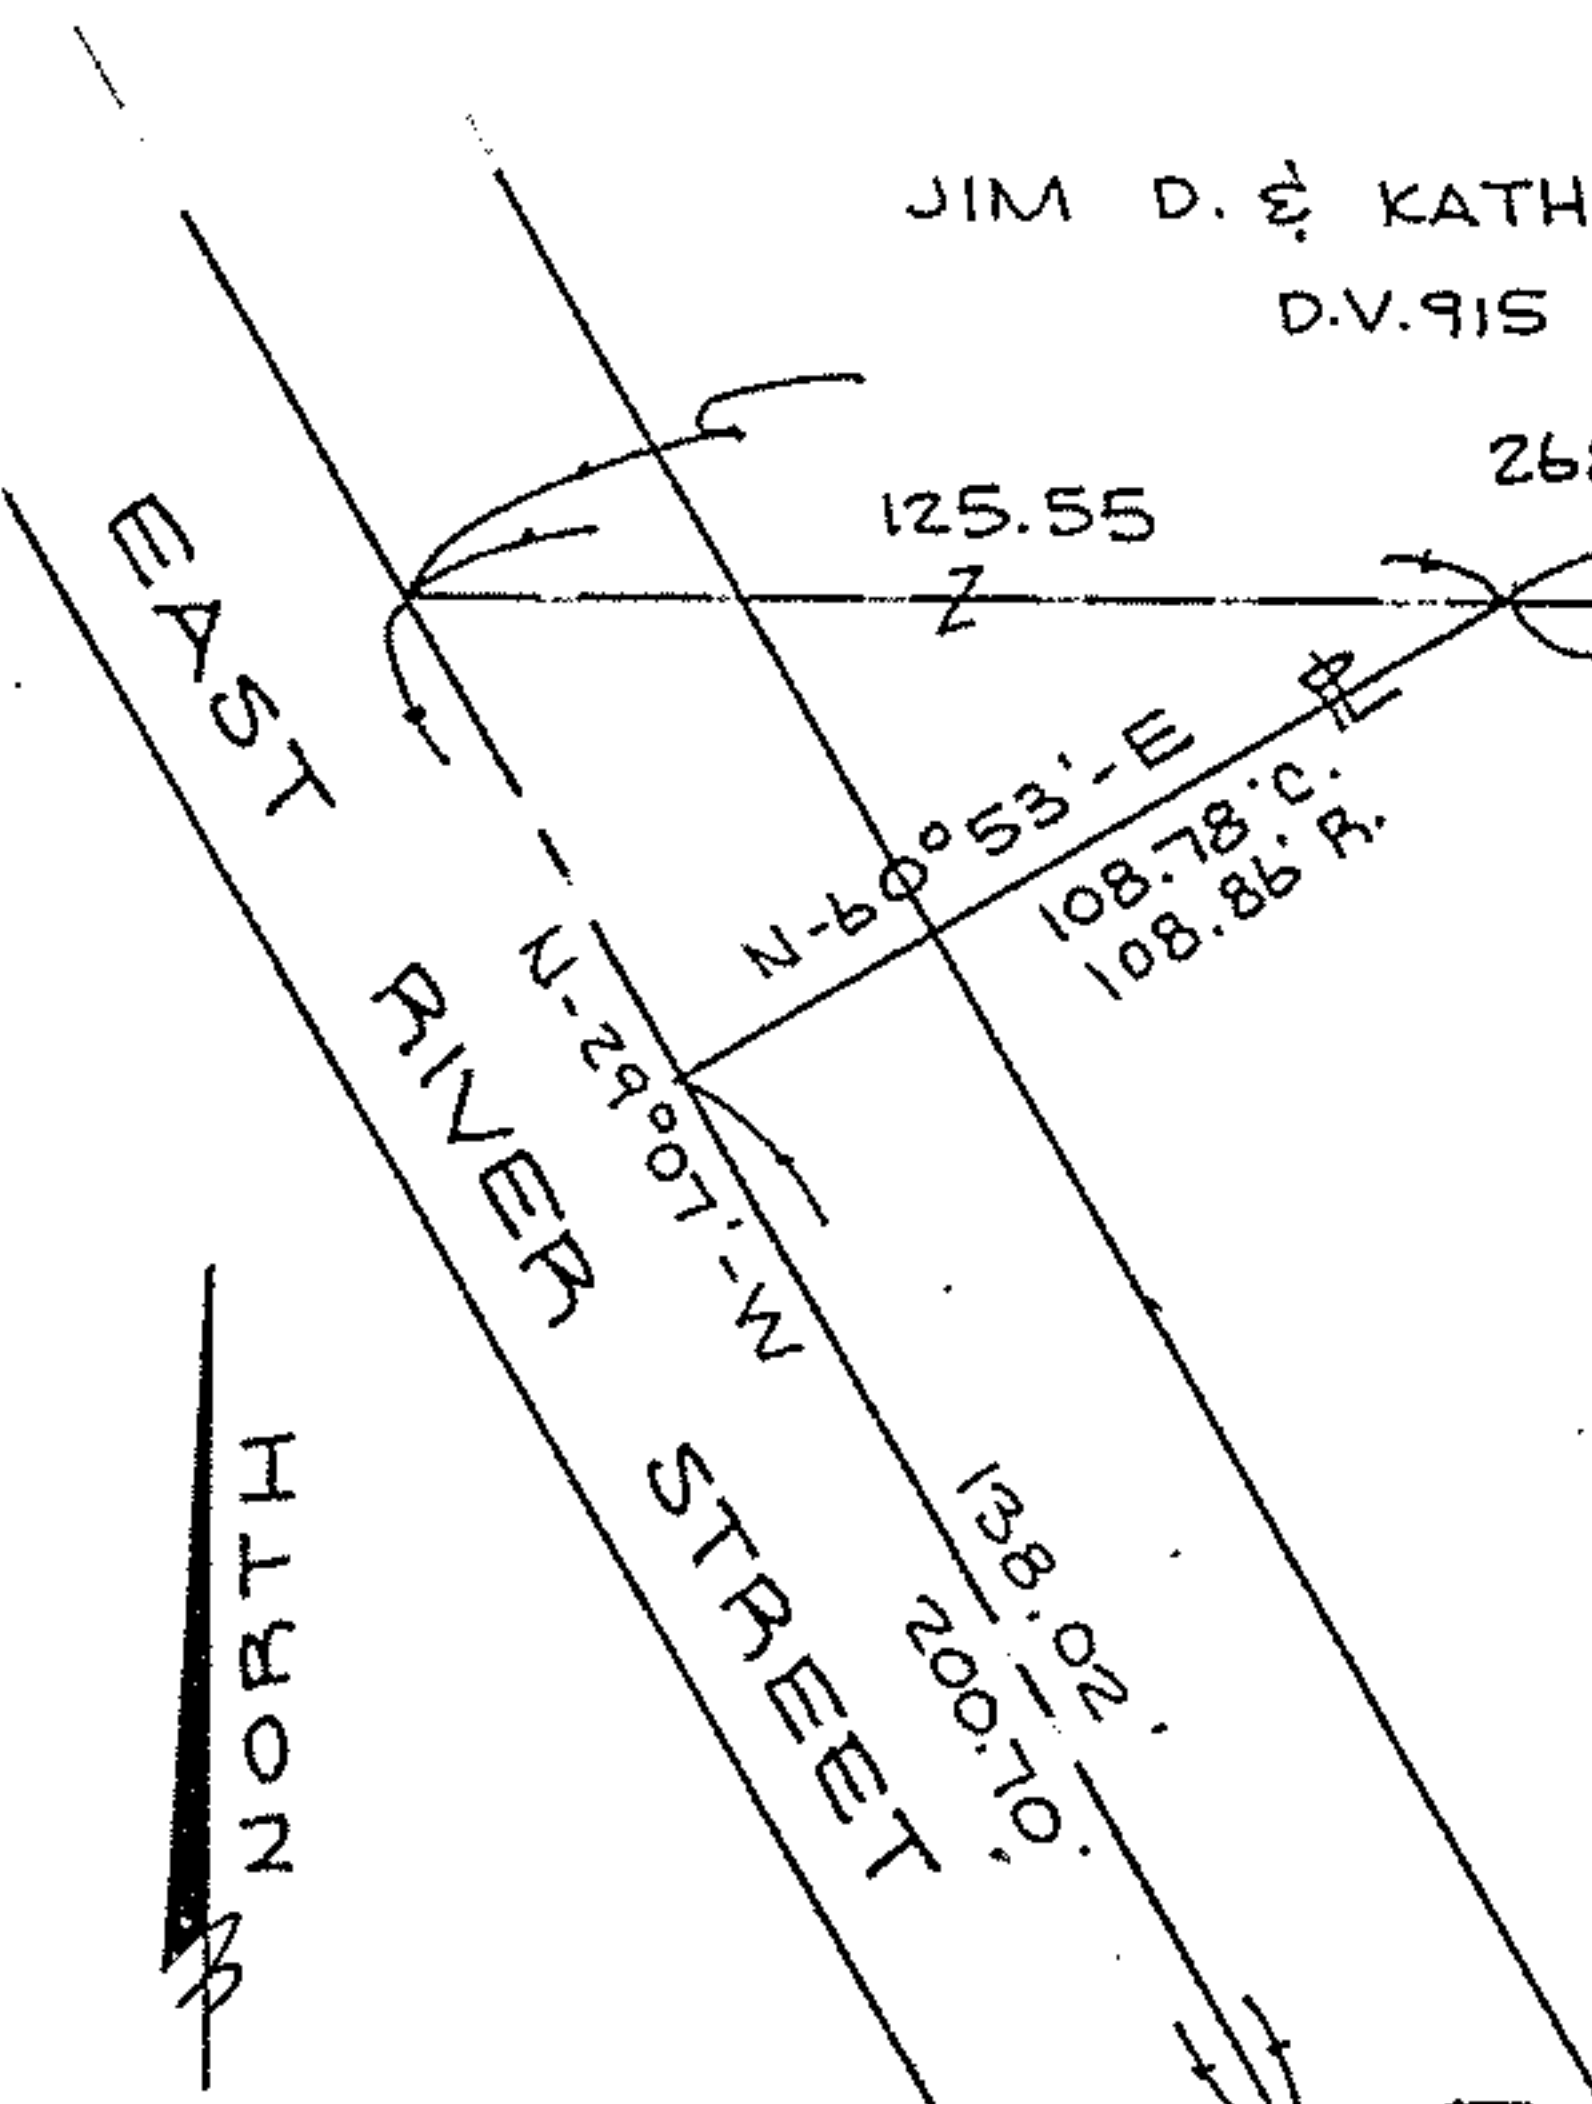 JIM D. & KATH
D.V. 915
268
125.55
Z
N-60° 53'-E
108.78' C.
108.86' R.
N-29°07'-W
EAST RIVER STREET
138.02'
200.70'
NORTH